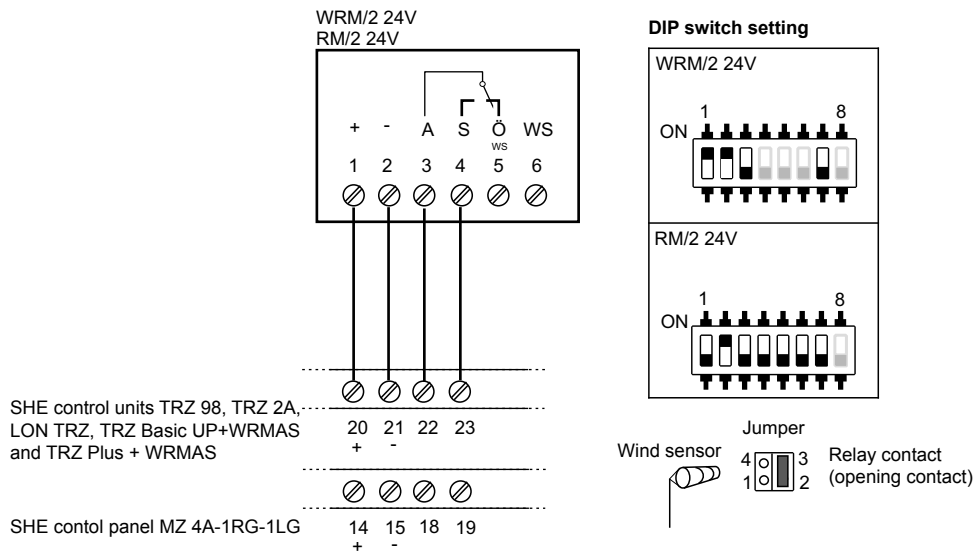 WRM/2 24V
RM/2 24V
+ - A S Ö WS
ws
1 2 3 4 5 6
SHE control units TRZ 98, TRZ 2A,
LON TRZ, TRZ Basic UP+WRMAS
and TRZ Plus + WRMAS
20 21 22 23
+ -
SHE contol panel MZ 4A-1RG-1LG
14 15 18 19
+ -
DIP switch setting
WRM/2 24V
1 8
ON
RM/2 24V
1 8
ON
Jumper
Wind sensor
4 3
1 2
Relay contact
(opening contact)